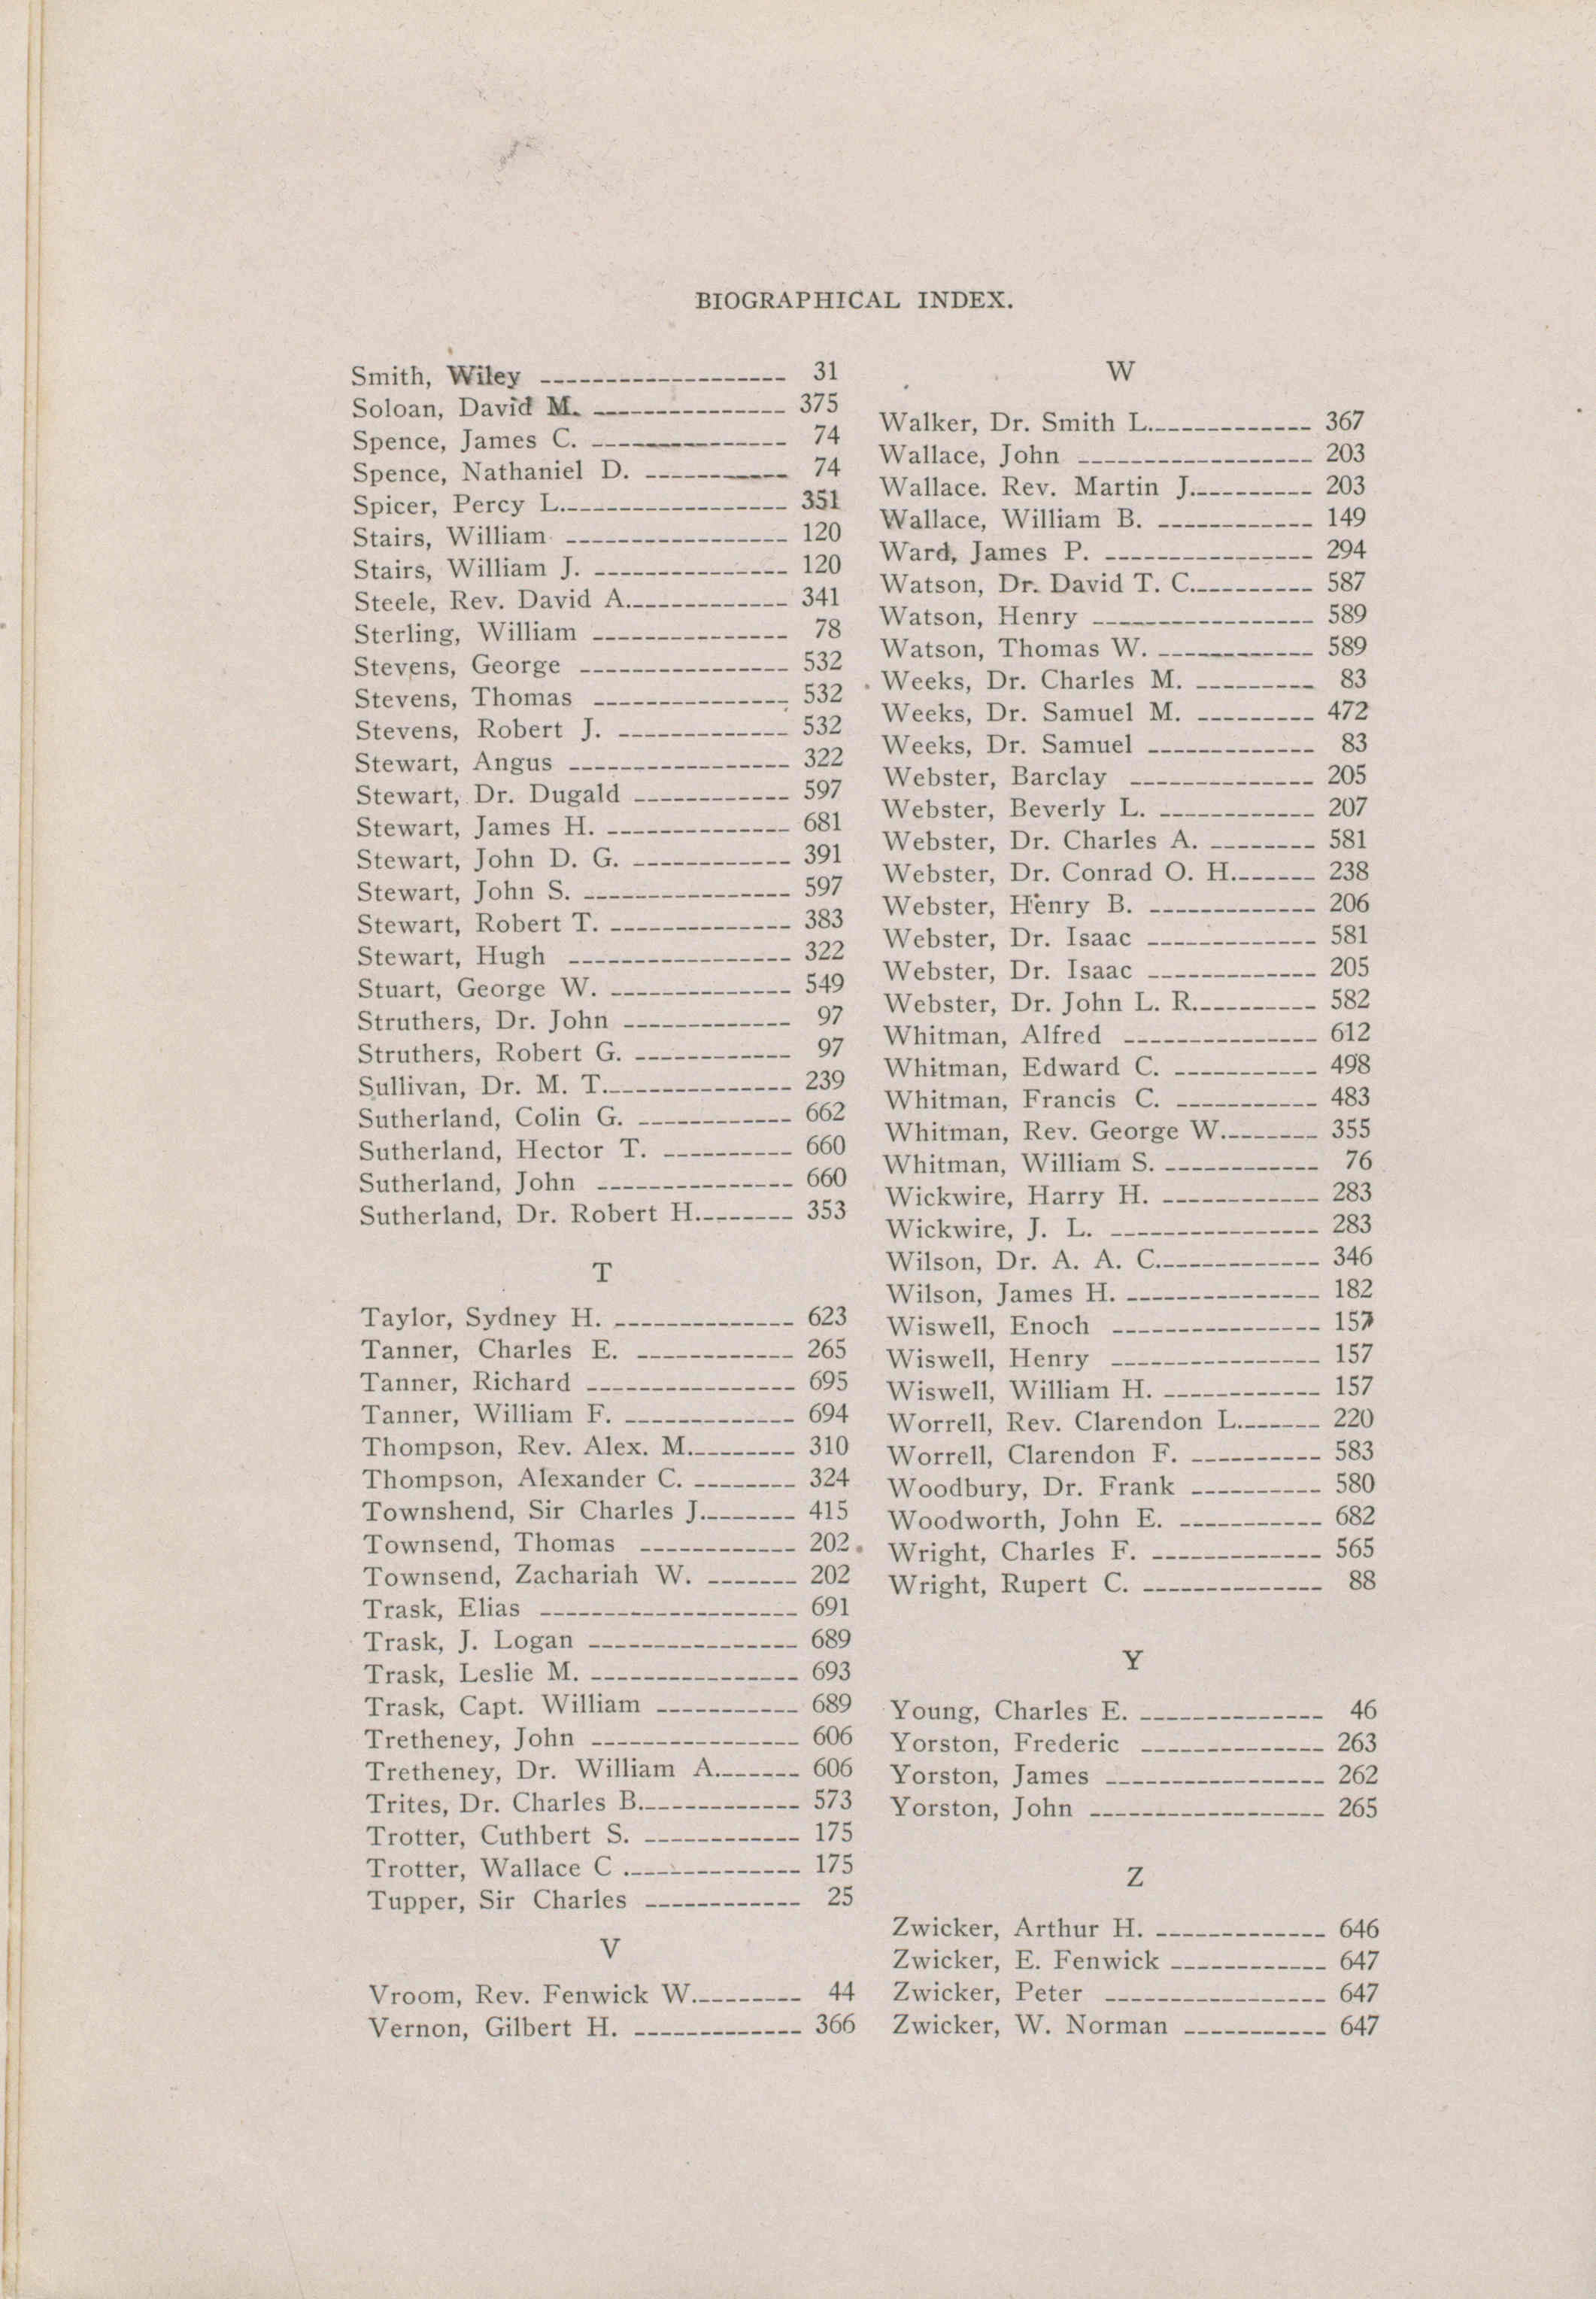 BIOGRAPHICAL INDEX.
Smith, Wiley ------------------- 31
Soloan, David M. --------------- 375
Spence, James C. --------------- 74
Spence, Nathaniel D. ----------- 74
Spicer, Percy L.----------------- 351
Stairs, William ----------------- 120
Stairs, William J. --------------- 120
Steele, Rev. David A.------------ 341
Sterling, William --------------- 78
Stevens, George ---------------- 532
Stevens, Thomas --------------- 532
Stevens, Robert J. ------------- 532
Stewart, Angus ----------------- 322
Stewart, Dr. Dugald ------------ 597
Stewart, James H. -------------- 681
Stewart, John D. G. ------------ 391
Stewart, John S. ---------------- 597
Stewart, Robert T. -------------- 383
Stewart, Hugh ----------------- 322
Stuart, George W. -------------- 549
Struthers, Dr. John ------------- 97
Struthers, Robert G. ------------ 97
Sullivan, Dr. M. T.-------------- 239
Sutherland, Colin G. ------------ 662
Sutherland, Hector T. ---------- 660
Sutherland, John --------------- 660
Sutherland, Dr. Robert H.------- 353
T
Taylor, Sydney H. -------------- 623
Tanner, Charles E. ------------ 265
Tanner, Richard ---------------- 695
Tanner, William F. ------------- 694
Thompson, Rev. Alex. M.-------- 310
Thompson, Alexander C. -------- 324
Townshend, Sir Charles J.------- 415
Townsend, Thomas ------------ 202
Townsend, Zachariah W. ------- 202
Trask, Elias -------------------- 691
Trask, J. Logan ---------------- 689
Trask, Leslie M. ---------------- 693
Trask, Capt. William ----------- 689
Tretheney, John ---------------- 606
Tretheney, Dr. William A.------ 606
Trites, Dr. Charles B.------------ 573
Trotter, Cuthbert S. ------------ 175
Trotter, Wallace C .------------- 175
Tupper, Sir Charles ------------ 25
V
Vroom, Rev. Fenwick W.-------- 44
Vernon, Gilbert H. ------------- 366
W
Walker, Dr. Smith L.------------ 367
Wallace, John ------------------ 203
Wallace. Rev. Martin J.--------- 203
Wallace, William B. ------------ 149
Ward, James P. ---------------- 294
Watson, Dr. David T. C.--------- 587
Watson, Henry ----------------- 589
Watson, Thomas W. ------------ 589
Weeks, Dr. Charles M. --------- 83
Weeks, Dr. Samuel M. --------- 472
Weeks, Dr. Samuel ------------- 83
Webster, Barclay -------------- 205
Webster, Beverly L. ------------ 207
Webster, Dr. Charles A. -------- 581
Webster, Dr. Conrad O. H.------ 238
Webster, Henry B. ------------- 206
Webster, Dr. Isaac ------------- 581
Webster, Dr. Isaac ------------- 205
Webster, Dr. John L. R.--------- 582
Whitman, Alfred --------------- 612
Whitman, Edward C. ----------- 498
Whitman, Francis C. ----------- 483
Whitman, Rev. George W.------- 355
Whitman, William S. ------------ 76
Wickwire, Harry H. ------------ 283
Wickwire, J. L. ---------------- 283
Wilson, Dr. A. A. C.------------ 346
Wilson, James H. --------------- 182
Wiswell, Enoch ---------------- 157
Wiswell, Henry ---------------- 157
Wiswell, William H. ------------ 157
Worrell, Rev. Clarendon L.------ 220
Worrell, Clarendon F. ---------- 583
Woodbury, Dr. Frank ---------- 580
Woodworth, John E. ----------- 682
Wright, Charles F. ------------- 565
Wright, Rupert C. -------------- 88
Y
Young, Charles E. -------------- 46
Yorston, Frederic -------------- 263
Yorston, James ----------------- 262
Yorston, John ------------------ 265
Z
Zwicker, Arthur H. ------------- 646
Zwicker, E. Fenwick ------------ 647
Zwicker, Peter ----------------- 647
Zwicker, W. Norman ----------- 647